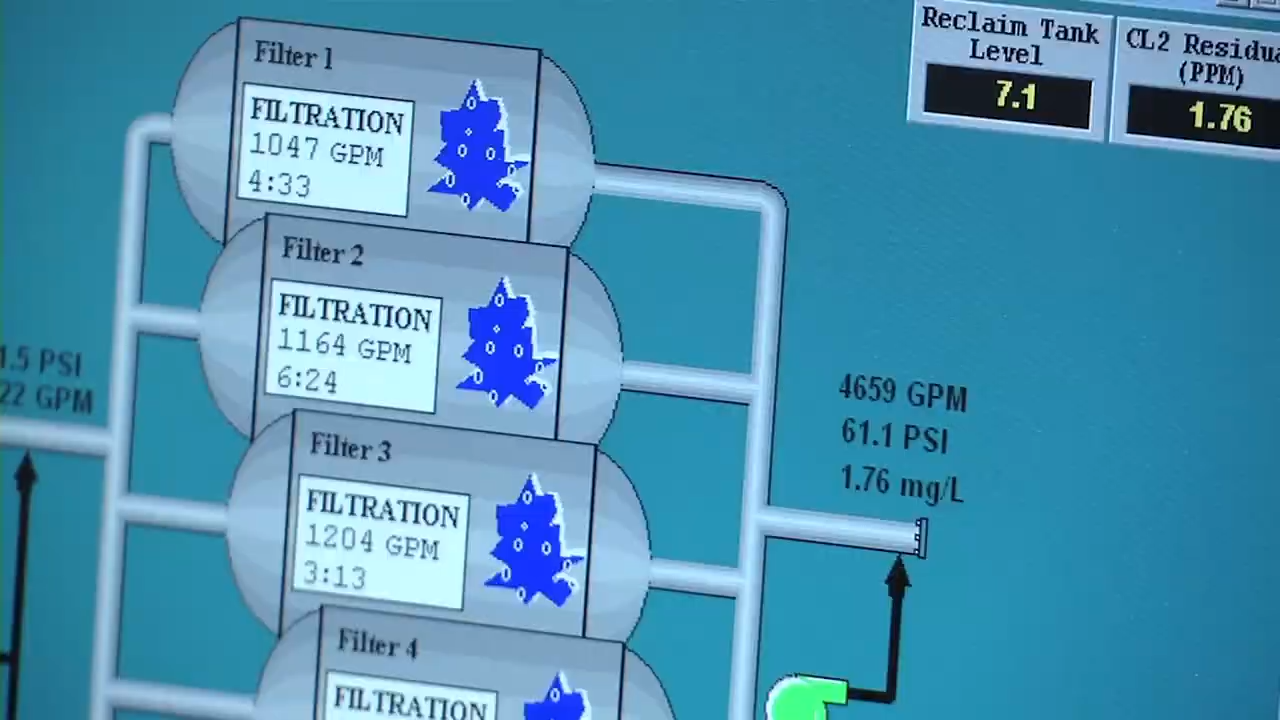 Reclaim Tank
Level
7.1
CL2
(PPM)
1.76
Filter 1
FILTRATION
1047 GPM
4:33
Filter 2
FILTRATION
1164 GPM
6:24
Filter 3
FILTRATION
1204 GPM
3:13
Filter 4
FILTRATION
PSI
GPM
4659 GPM
61.1 PSI
1.76 mg/L